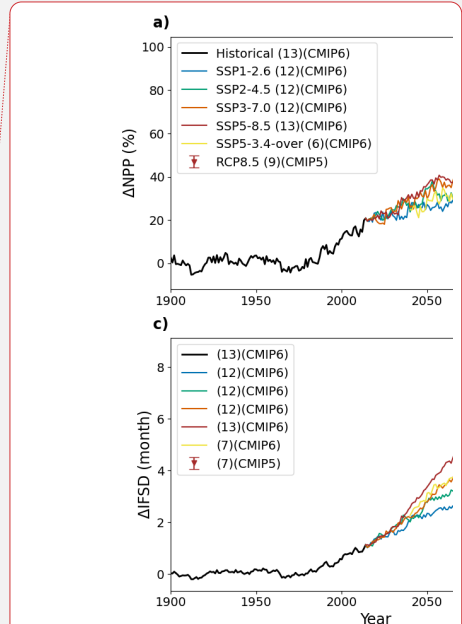 a)
100
80
60
40
20
0
ΔNPP (%)
Historical (13)(CMIP6)
SSP1-2.6 (12)(CMIP6)
SSP2-4.5 (12)(CMIP6)
SSP3-7.0 (12)(CMIP6)
SSP5-8.5 (13)(CMIP6)
SSP5-3.4-over (6)(CMIP6)
RCP8.5 (9)(CMIP5)
1900 1950 2000 2050
c)
8
6
4
2
0
ΔIFSD (month)
(13)(CMIP6)
(12)(CMIP6)
(12)(CMIP6)
(12)(CMIP6)
(13)(CMIP6)
(7)(CMIP6)
(7)(CMIP5)
1900 1950 2000 2050
Year